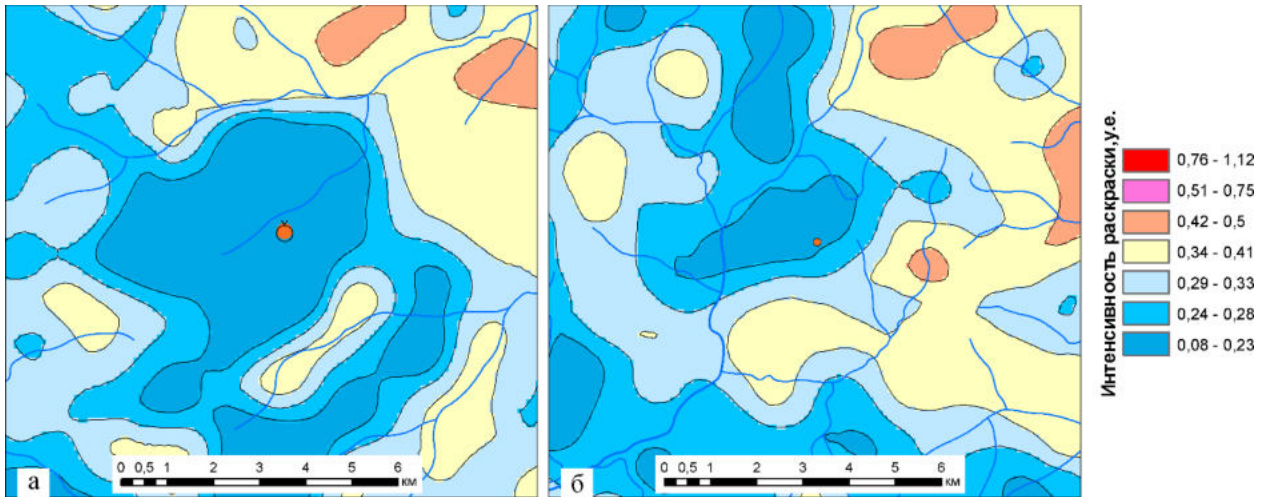 Интенсивность раскраски,у.е.
0,76 - 1,12
0,51 - 0,75
0,42 - 0,5
0,34 - 0,41
0,29 - 0,33
0,24 - 0,28
0,08 - 0,23
а
0 0,5 1 2 3 4 5 6
км
б
0 0,5 1 2 3 4 5 6
км